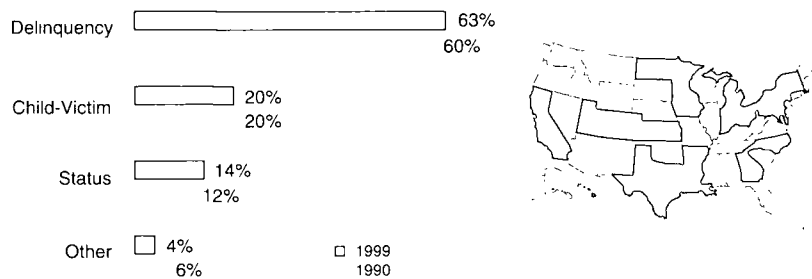 Delinquency 63%
60%
Child-Victim 20%
20%
Status 14%
12%
Other 4%
6%
1999
1990